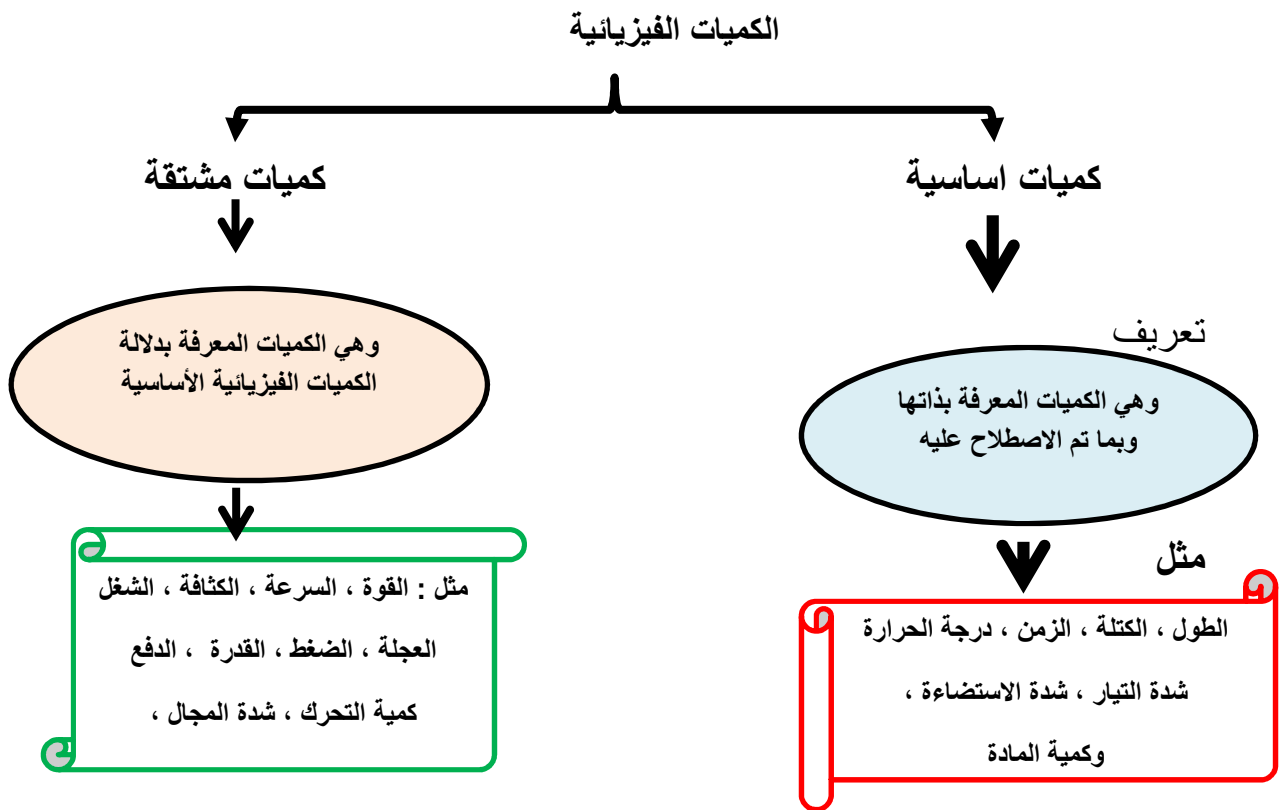 الكميات الفيزيائية
كميات اساسية
كميات مشتقة
تعريف
وهي الكميات المعرفة بذاتها
وبما تم الاصطلاح عليه
وهي الكميات المعرفة بدلالة
الكميات الفيزيائية الأساسية
مثل
الطول ، الكتلة ، الزمن ، درجة الحرارة
شدة التيار ، شدة الاستضاءة ،
وكمية المادة
مثل : القوة ، السرعة ، الكثافة ، الشغل
العجلة ، الضغط ، القدرة ، الدفع
كمية التحرك ، شدة المجال ،